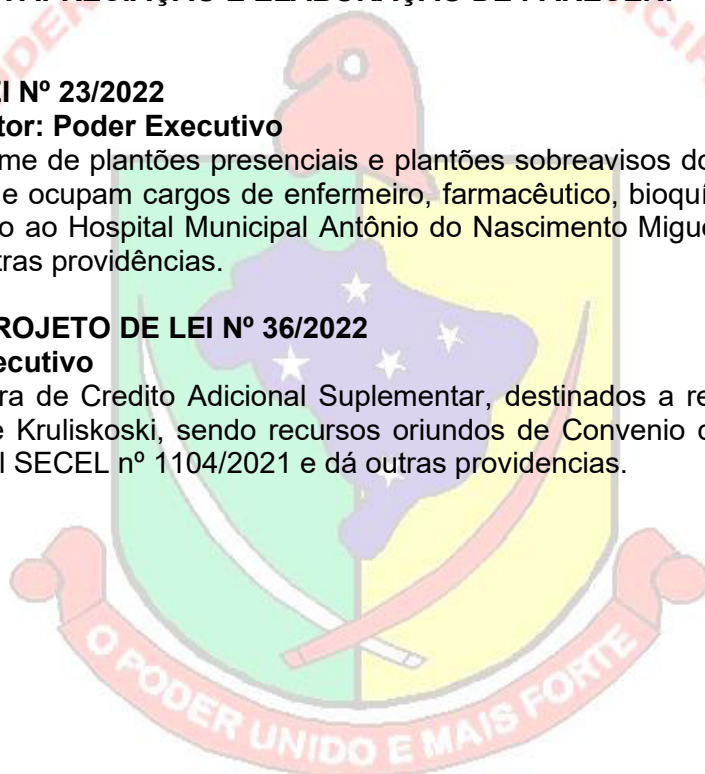 EI Nº 23/2022
tor: Poder Executivo
me de plantões presenciais e plantões sobreavisos do
e ocupam cargos de enfermeiro, farmacêutico, bioquí
o ao Hospital Municipal Antônio do Nascimento Migue
tras providências.
ROJETO DE LEI Nº 36/2022
ecutivo
ra de Credito Adicional Suplementar, destinados a re
e Kruliskoski, sendo recursos oriundos de Convenio d
l SECEL nº 1104/2021 e dá outras providencias.
O PODER UNIDO E MAIS FORTE